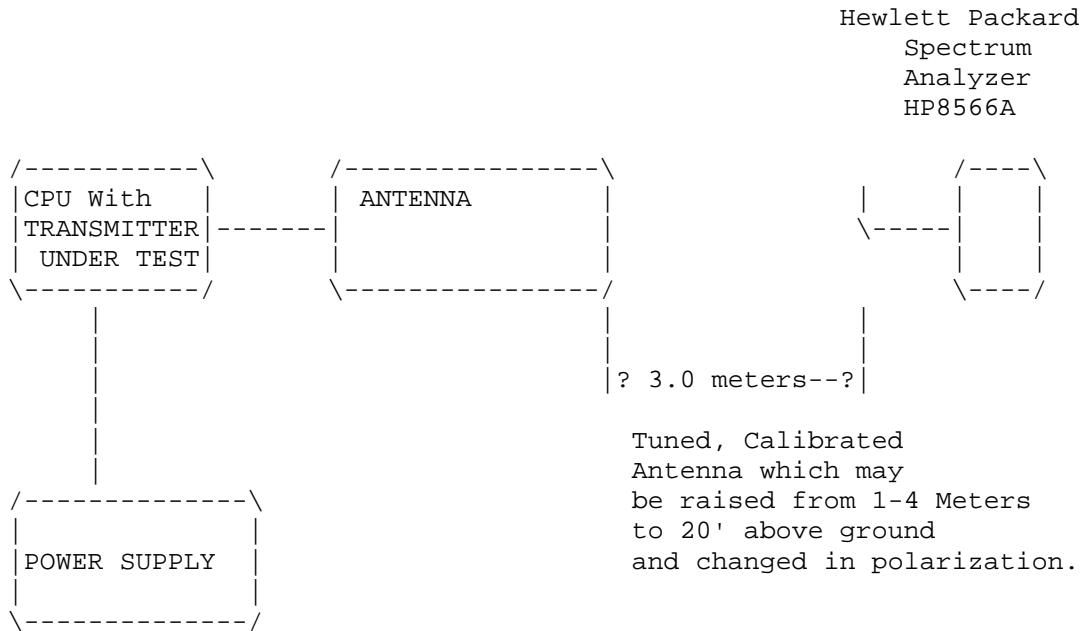 Hewlett Packard
Spectrum
Analyzer
HP8566A
CPU With
TRANSMITTER
UNDER TEST
ANTENNA
? 3.0 meters--?
Tuned, Calibrated
Antenna which may
be raised from 1-4 Meters
to 20' above ground
and changed in polarization.
POWER SUPPLY